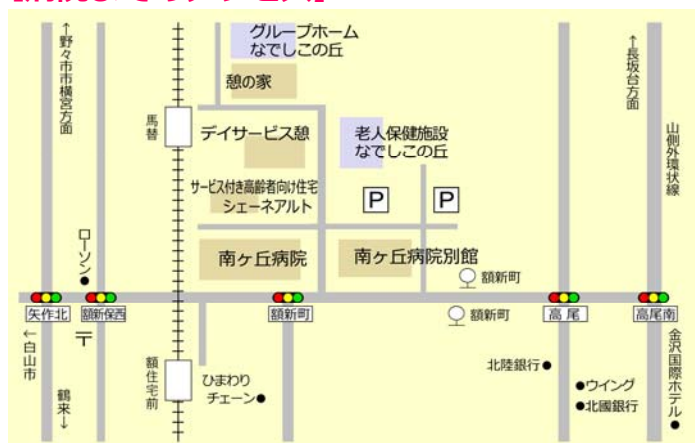 グループホーム
なでしこの丘
憩の家
↑野々市市横宮方面
↑長坂台方面
馬替
デイサービス憩
老人保健施設
なでしこの丘
山側外環状線
サービス付き高齢者向け住宅
シェーネアルト
P
P
ローソン
南ヶ丘病院
南ヶ丘病院別館
額新町
矢作北
額新保西
額新町
額新町
高尾
高尾南
←白山市
〒
鶴来→
額住宅前
ひまわり
チェーン
北陸銀行
ウイング
北國銀行
金沢国際ホテル